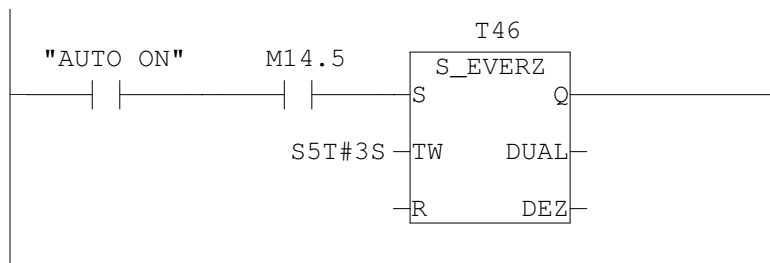 T46
"AUTO ON" M14.5 S_EVERZ
S Q
S5T#3S TW DUAL
R DEZ